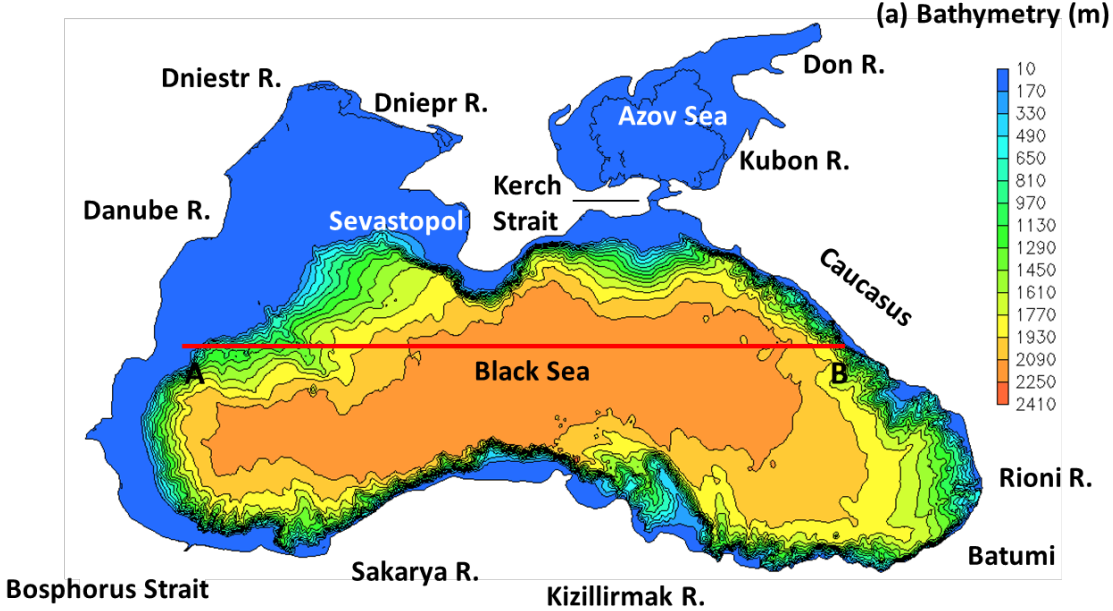 (a) Bathymetry (m)
Dniestr R.
Dniepr R.
Don R.
Azov Sea
Kubon R.
Kerch
Strait
Danube R.
Sevastopol
Caucasus
10
170
330
490
650
810
970
1130
1290
1450
1610
1770
1930
2090
2250
2410
A
Black Sea
B
Rioni R.
Batumi
Sakarya R.
Bosphorus Strait
Kizillirmak R.